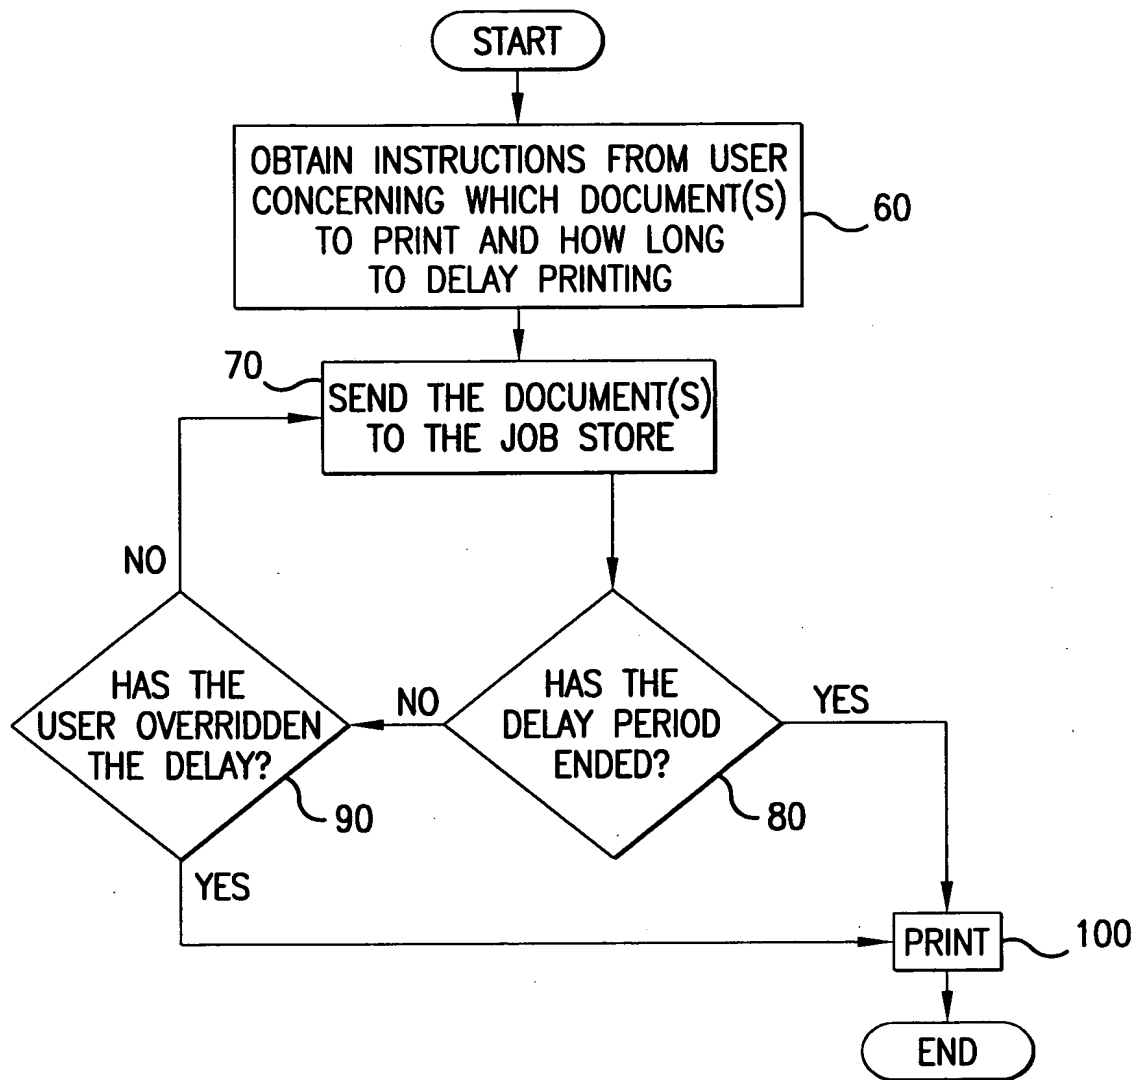 START
OBTAIN INSTRUCTIONS FROM USER
CONCERNING WHICH DOCUMENT(S)
TO PRINT AND HOW LONG
TO DELAY PRINTING
60
70
SEND THE DOCUMENT(S)
TO THE JOB STORE
NO
HAS THE
USER OVERRIDDEN
THE DELAY?
90
YES
NO
HAS THE
DELAY PERIOD
ENDED?
80
YES
PRINT
100
END